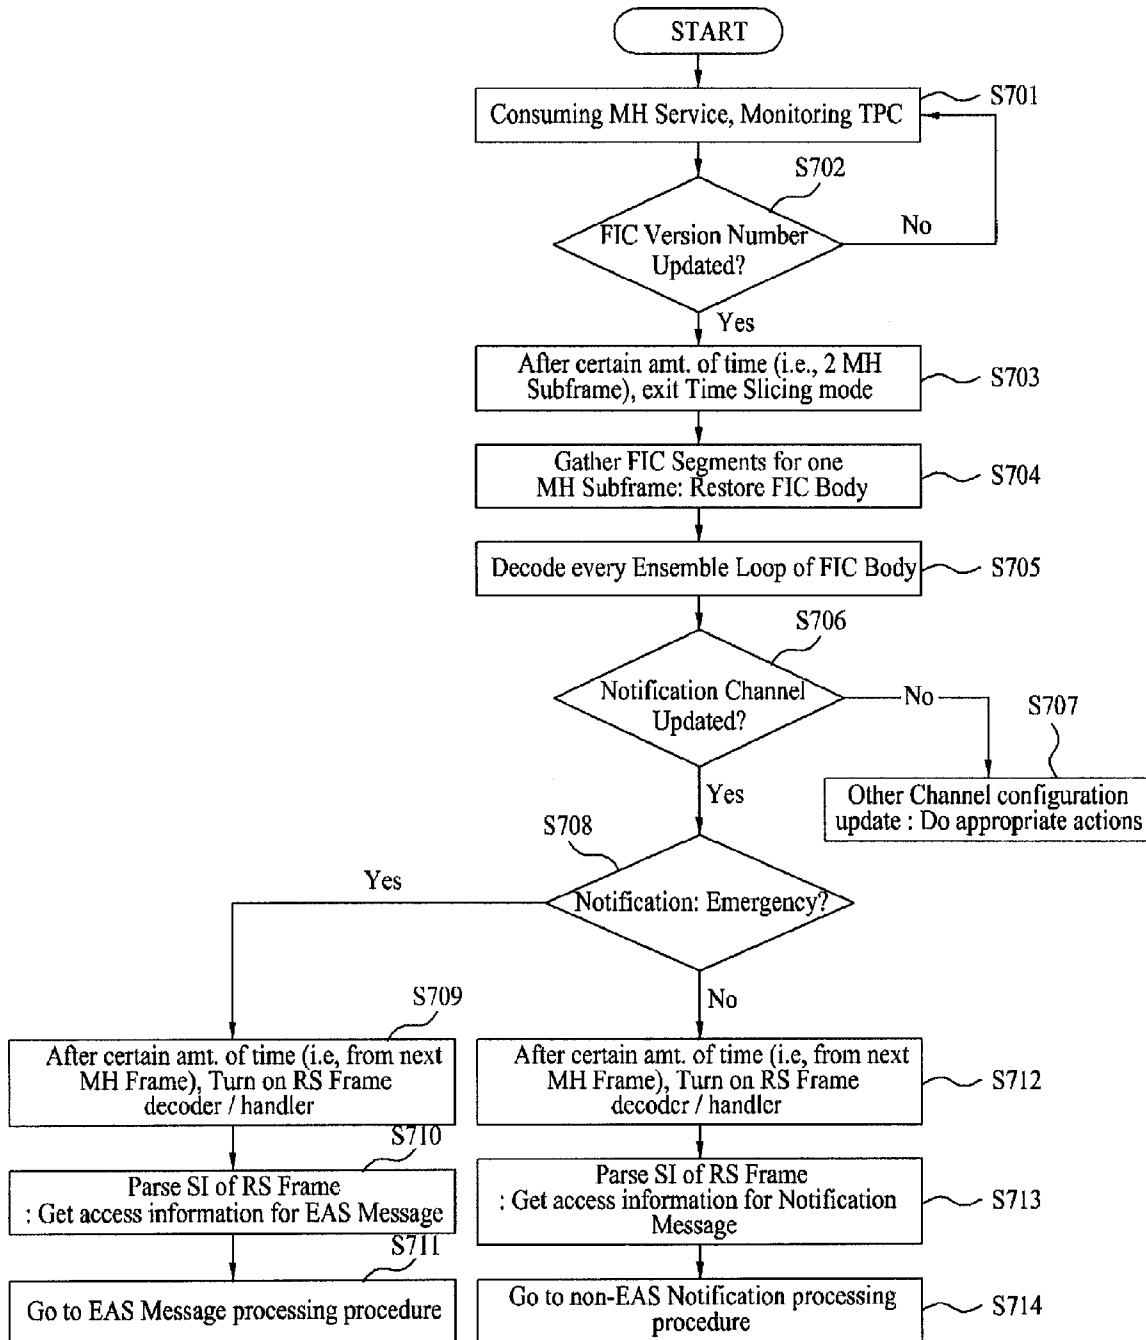 START
S701
Consuming MH Service, Monitoring TPC
S702
FIC Version Number
Updated?
No
Yes
After certain amt. of time (i.e., 2 MH
Subframe), exit Time Slicing mode
S703
Gather FIC Segments for one
MH Subframe: Restore FIC Body
S704
Decode every Ensemble Loop of FIC Body
S705
S706
Notification Channel
Updated?
No
S707
Yes
Other Channel configuration
update : Do appropriate actions
S708
Yes
Notification: Emergency?
No
S709
After certain amt. of time (i.e, from next
MH Frame), Turn on RS Frame
decoder / handler
After certain amt. of time (i.e, from next
MH Frame), Turn on RS Frame
decoder / handler
S712
S710
Parse SI of RS Frame
: Get access information for EAS Message
Parse SI of RS Frame
: Get access information for Notification
Message
S713
S711
Go to EAS Message processing procedure
Go to non-EAS Notification processing
procedure
S714